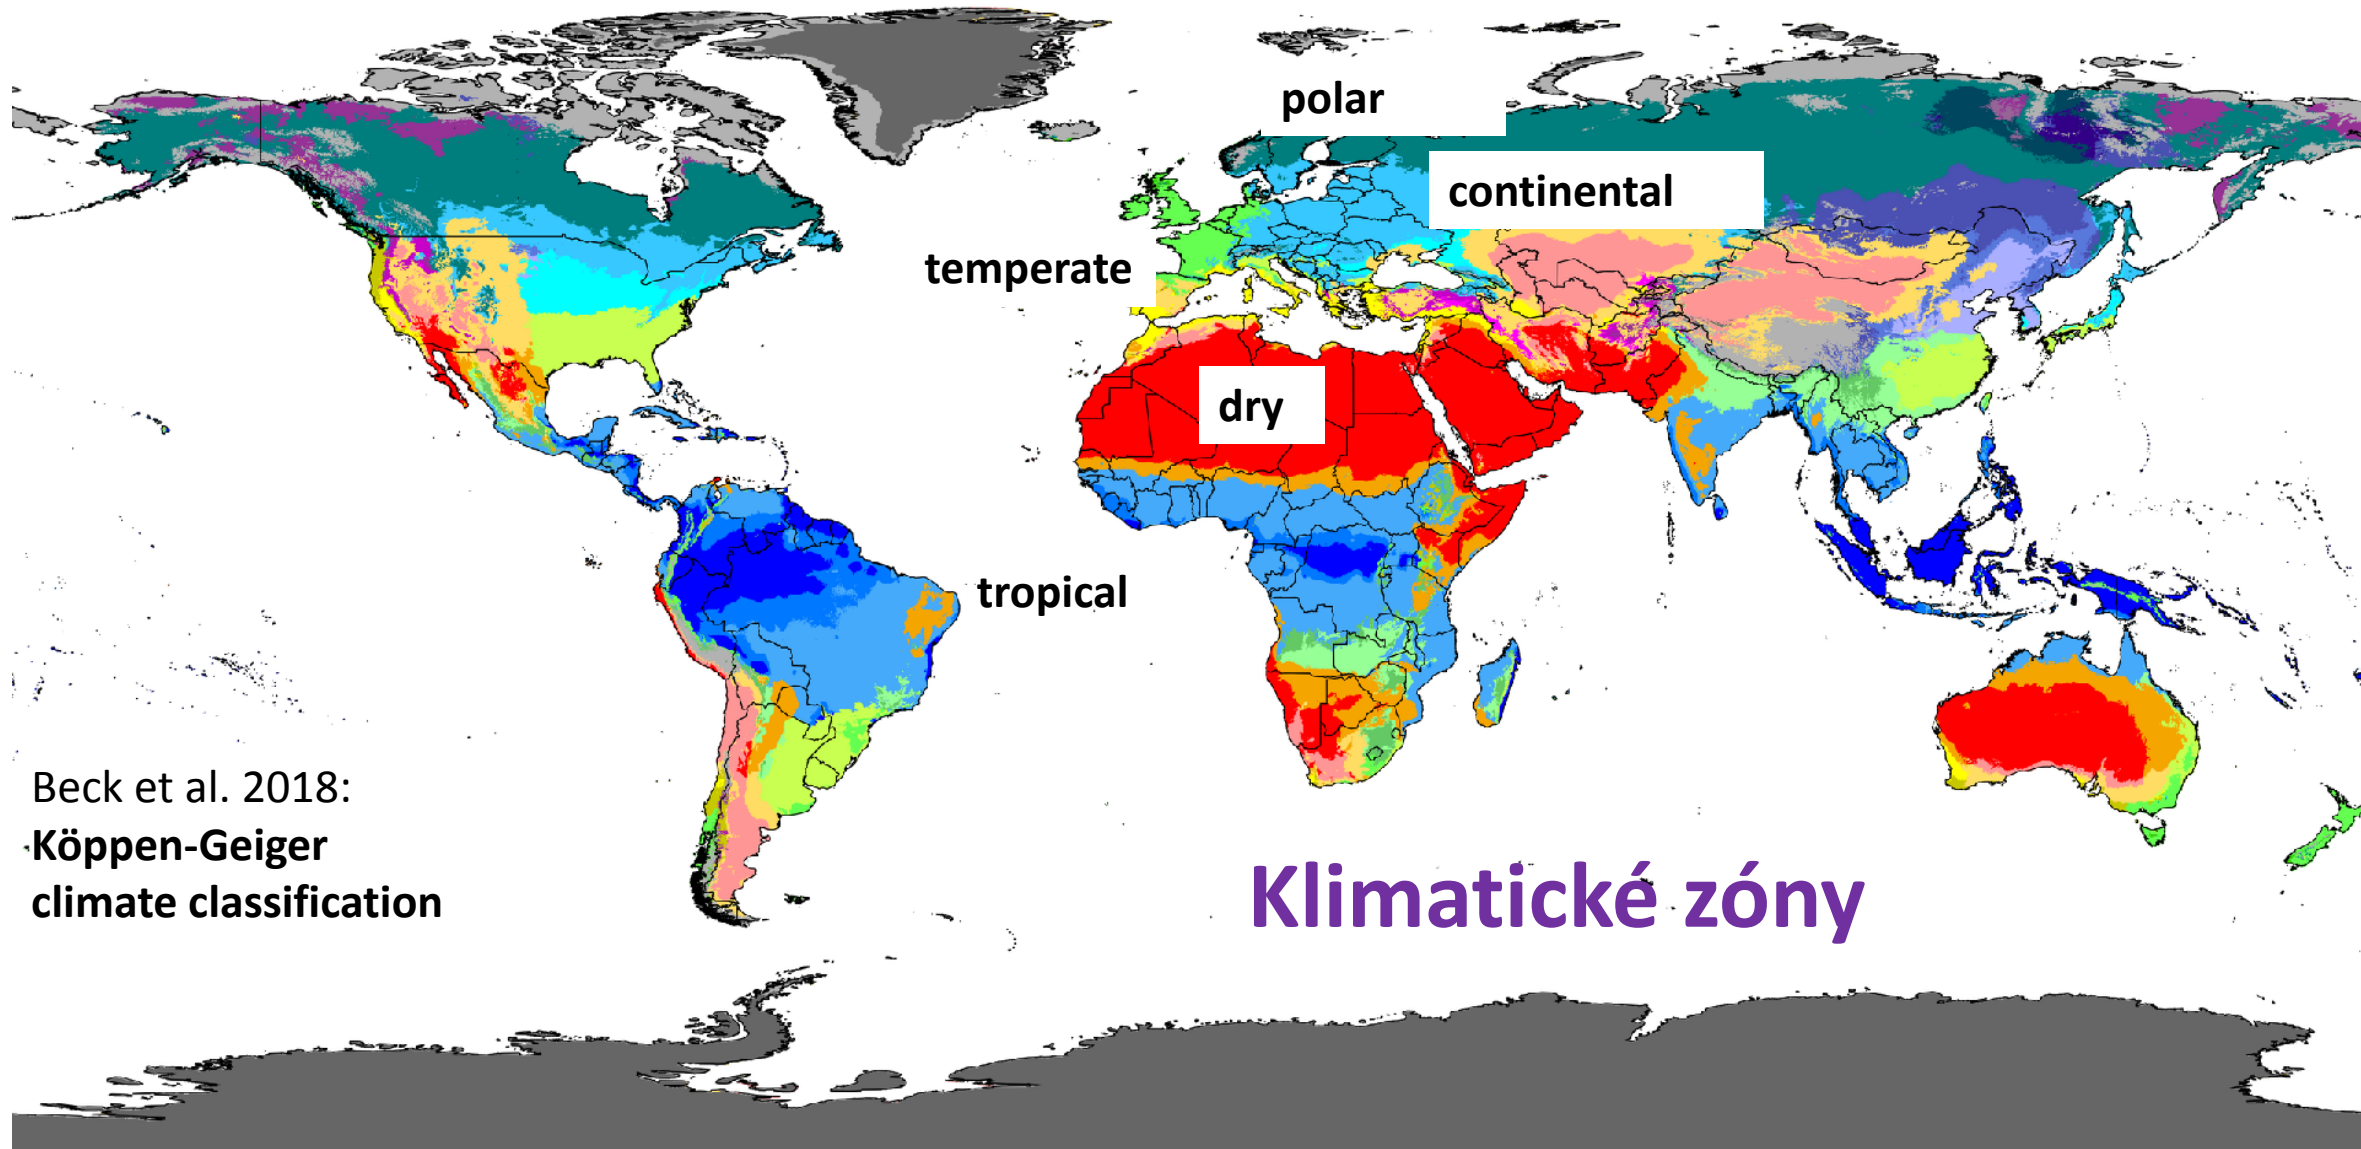 polar
continental
temperate
dry
tropical
Beck et al. 2018:
Köppen-Geiger
climate classification
Klimatické zóny